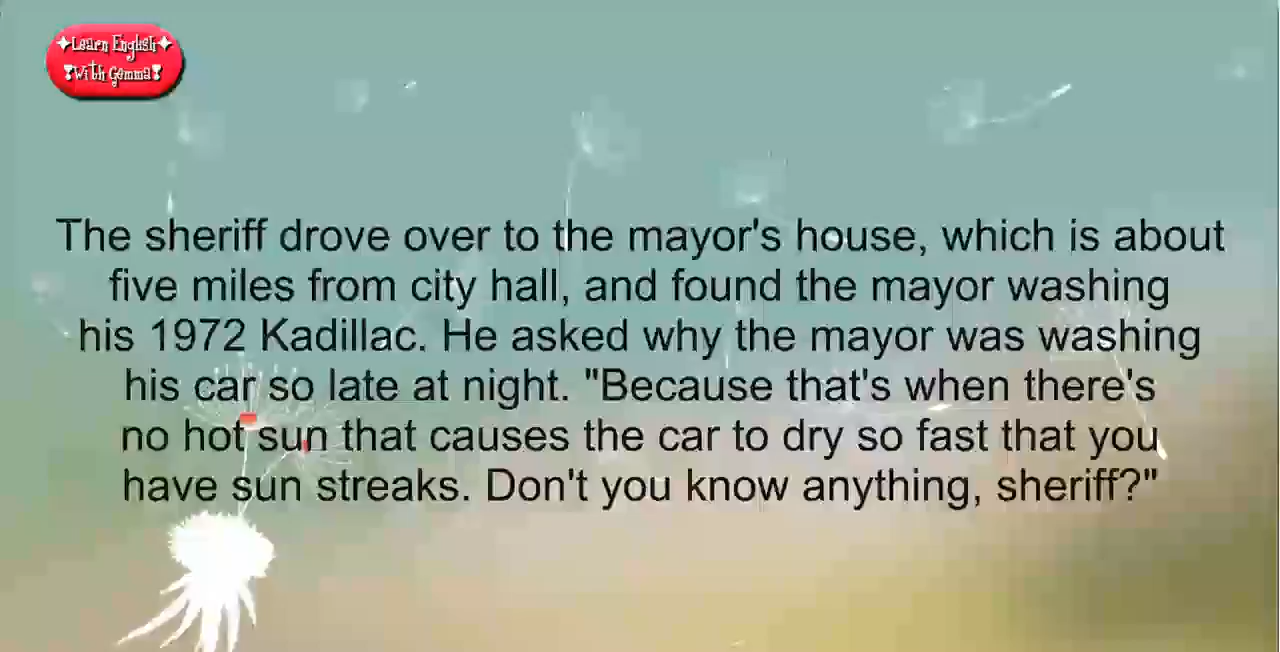 Learn English
With Gemma
The sheriff drove over to the mayor's house, which is about
five miles from city hall, and found the mayor washing
his 1972 Kadillac. He asked why the mayor was washing
his car so late at night. "Because that's when there's
no hot sun that causes the car to dry so fast that you
have sun streaks. Don't you know anything, sheriff?"